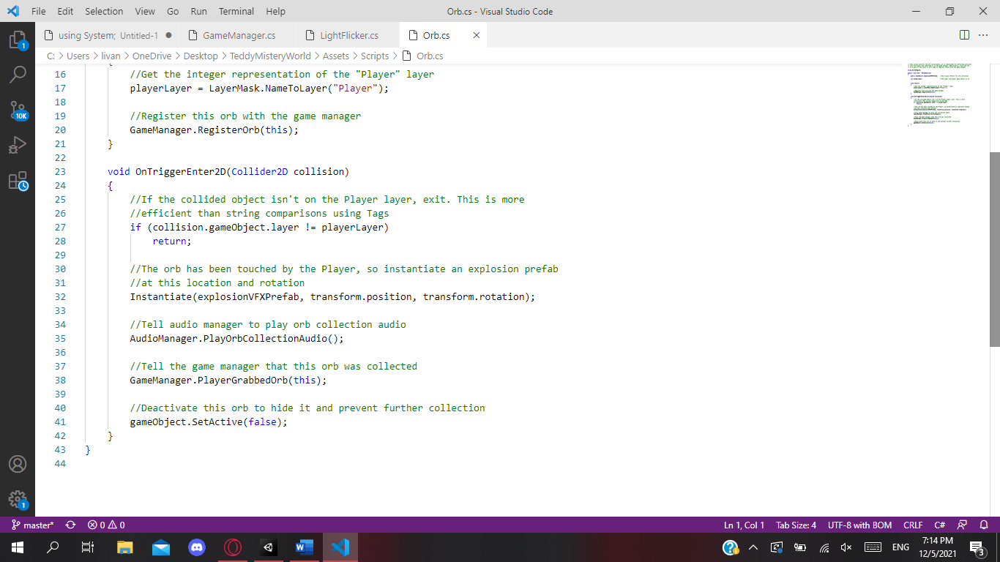 File Edit Selection View Go Run Terminal Help Orb.cs - Visual Studio Code
using System; Untitled-1 GameManager.cs LightFlicker.cs Orb.cs
C: > Users > livan > OneDrive > Desktop > TeddyMisteryWorld > Assets > Scripts > Orb.cs
1
10K
16 //Get the integer representation of the "Player" layer
17 playerLayer = LayerMask.NameToLayer("Player");
18
19 //Register this orb with the game manager
20 GameManager.RegisterOrb(this);
21 }
22
23 void OnTriggerEnter2D(Collider2D collision)
24 {
25 //If the collided object isn't on the Player layer, exit. This is more
26 //efficient than string comparisons using Tags
27 if (collision.gameObject.layer != playerLayer)
28 return;
29
30 //The orb has been touched by the Player, so instantiate an explosion prefab
31 //at this location and rotation
32 Instantiate(explosionVFXPrefab, transform.position, transform.rotation);
33
34 //Tell audio manager to play orb collection audio
35 AudioManager.PlayOrbCollectionAudio();
36
37 //Tell the game manager that this orb was collected
38 GameManager.PlayerGrabbedOrb(this);
39
40 //Deactivate this orb to hide it and prevent further collection
41 gameObject.SetActive(false);
42 }
43 }
44
1
master* 0 0 Ln 1, Col 1 Tab Size: 4 UTF-8 with BOM CRLF C#
ENG 7:14 PM
12/5/2021 3